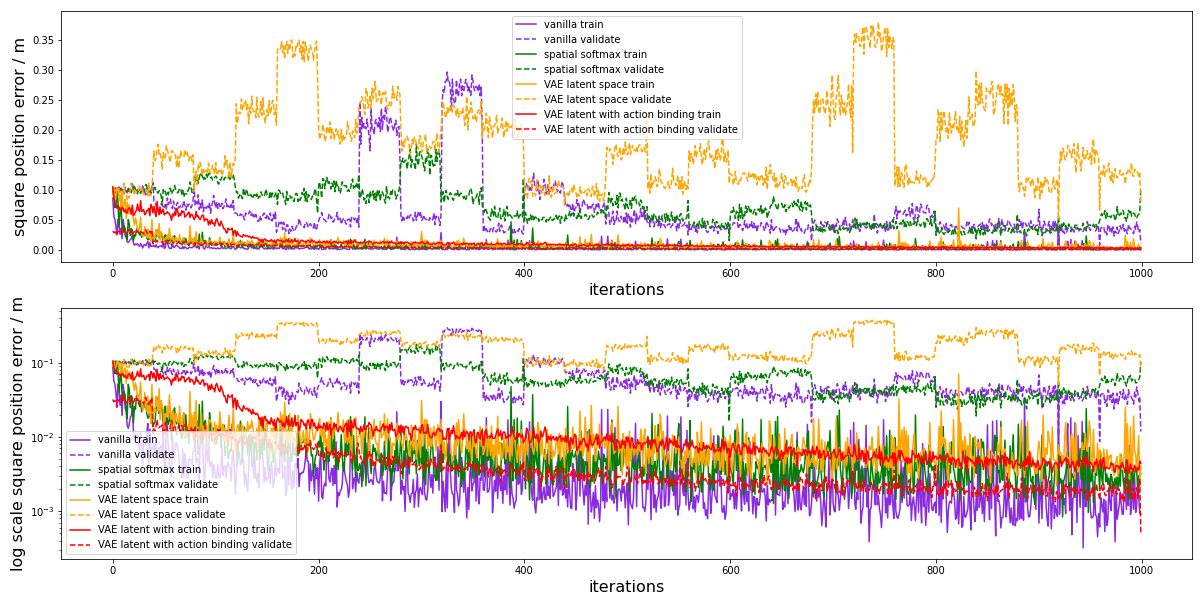 square position error / m
0.35
0.30
0.25
0.20
0.15
0.10
0.05
0.00
vanilla train
vanilla validate
spatial softmax train
spatial softmax validate
VAE latent space train
VAE latent space validate
VAE latent with action binding train
VAE latent with action binding validate
0 200 400 600 800 1000
iterations
log scale square position error / m
10⁻¹
10⁻²
10⁻³
vanilla train
vanilla validate
spatial softmax train
spatial softmax validate
VAE latent space train
VAE latent space validate
VAE latent with action binding train
VAE latent with action binding validate
0 200 400 600 800 1000
iterations